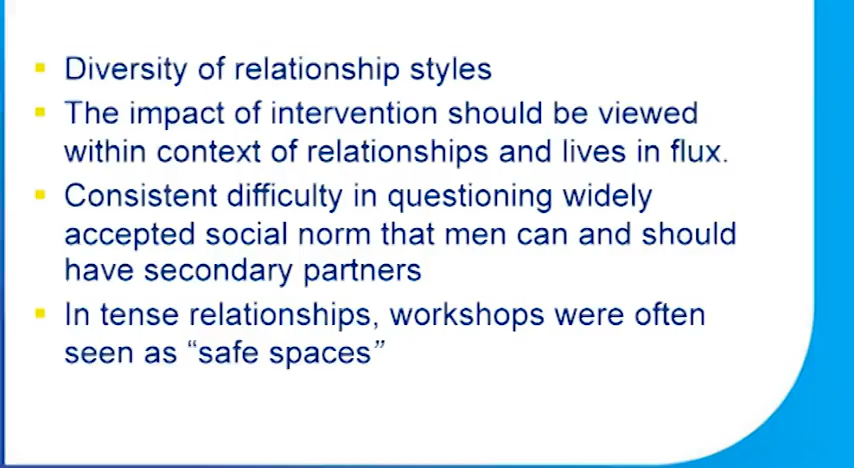 Diversity of relationship styles
The impact of intervention should be viewed
within context of relationships and lives in flux.
Consistent difficulty in questioning widely
accepted social norm that men can and should
have secondary partners
In tense relationships, workshops were often
seen as “safe spaces”